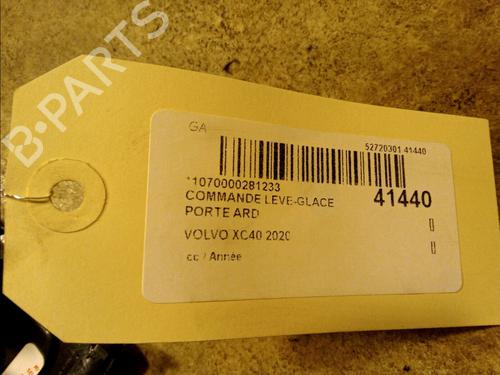 B-PARTS
GA
52720301 41440
*1070000281233
COMMANDE LEVE-GLACE
PORTE ARD
41440
VOLVO XC40 2020
cc / Année